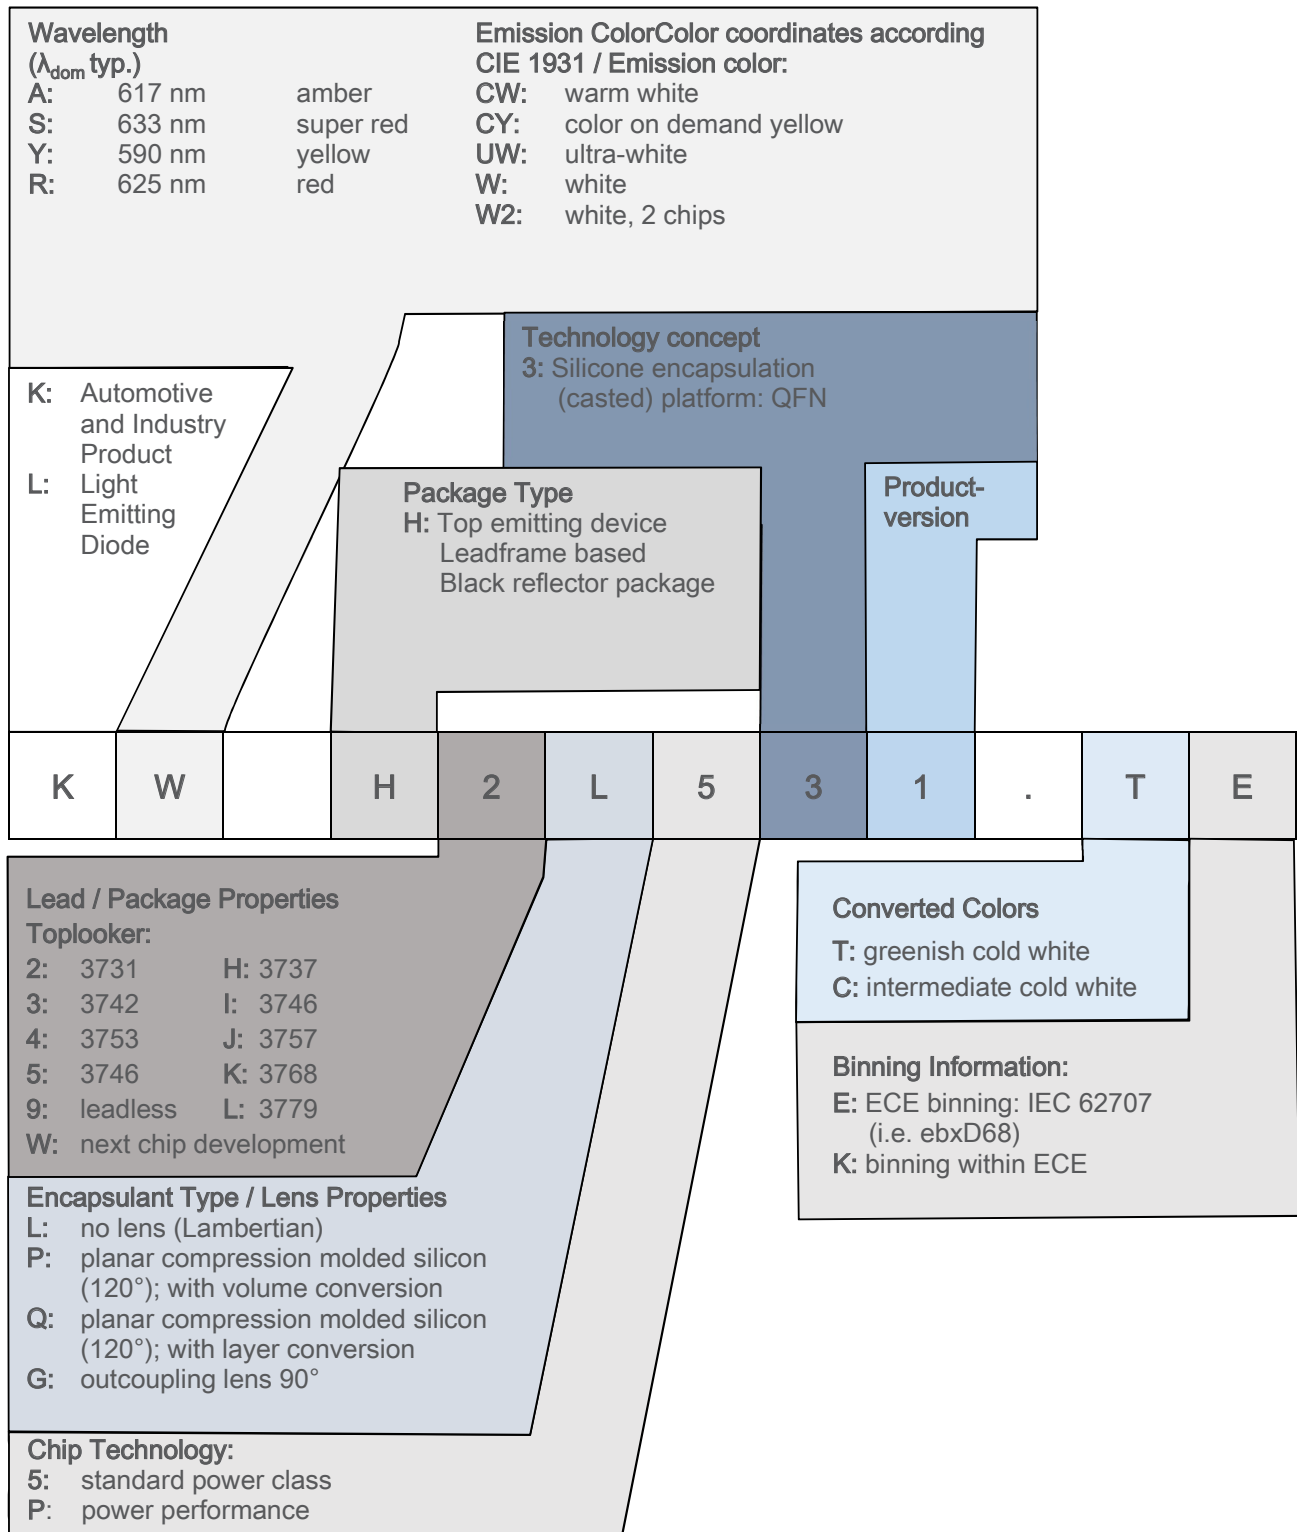 Wavelength
(λdom typ.)
A: 617 nm amber
S: 633 nm super red
Y: 590 nm yellow
R: 625 nm red
Emission ColorColor coordinates according
CIE 1931 / Emission color:
CW: warm white
CY: color on demand yellow
UW: ultra-white
W: white
W2: white, 2 chips
Technology concept
3: Silicone encapsulation
(casted) platform: QFN
K: Automotive
and Industry
Product
L: Light
Emitting
Diode
Package Type
H: Top emitting device
Leadframe based
Black reflector package
Product-
version
K W H 2 L 5 3 1 . T E
Lead / Package Properties
Toplooker:
2: 3731 H: 3737
3: 3742 I: 3746
4: 3753 J: 3757
5: 3746 K: 3768
9: leadless L: 3779
W: next chip development
Converted Colors
T: greenish cold white
C: intermediate cold white
Binning Information:
E: ECE binning: IEC 62707
(i.e. ebxD68)
K: binning within ECE
Encapsulant Type / Lens Properties
L: no lens (Lambertian)
P: planar compression molded silicon
(120°); with volume conversion
Q: planar compression molded silicon
(120°); with layer conversion
G: outcoupling lens 90°
Chip Technology:
5: standard power class
P: power performance